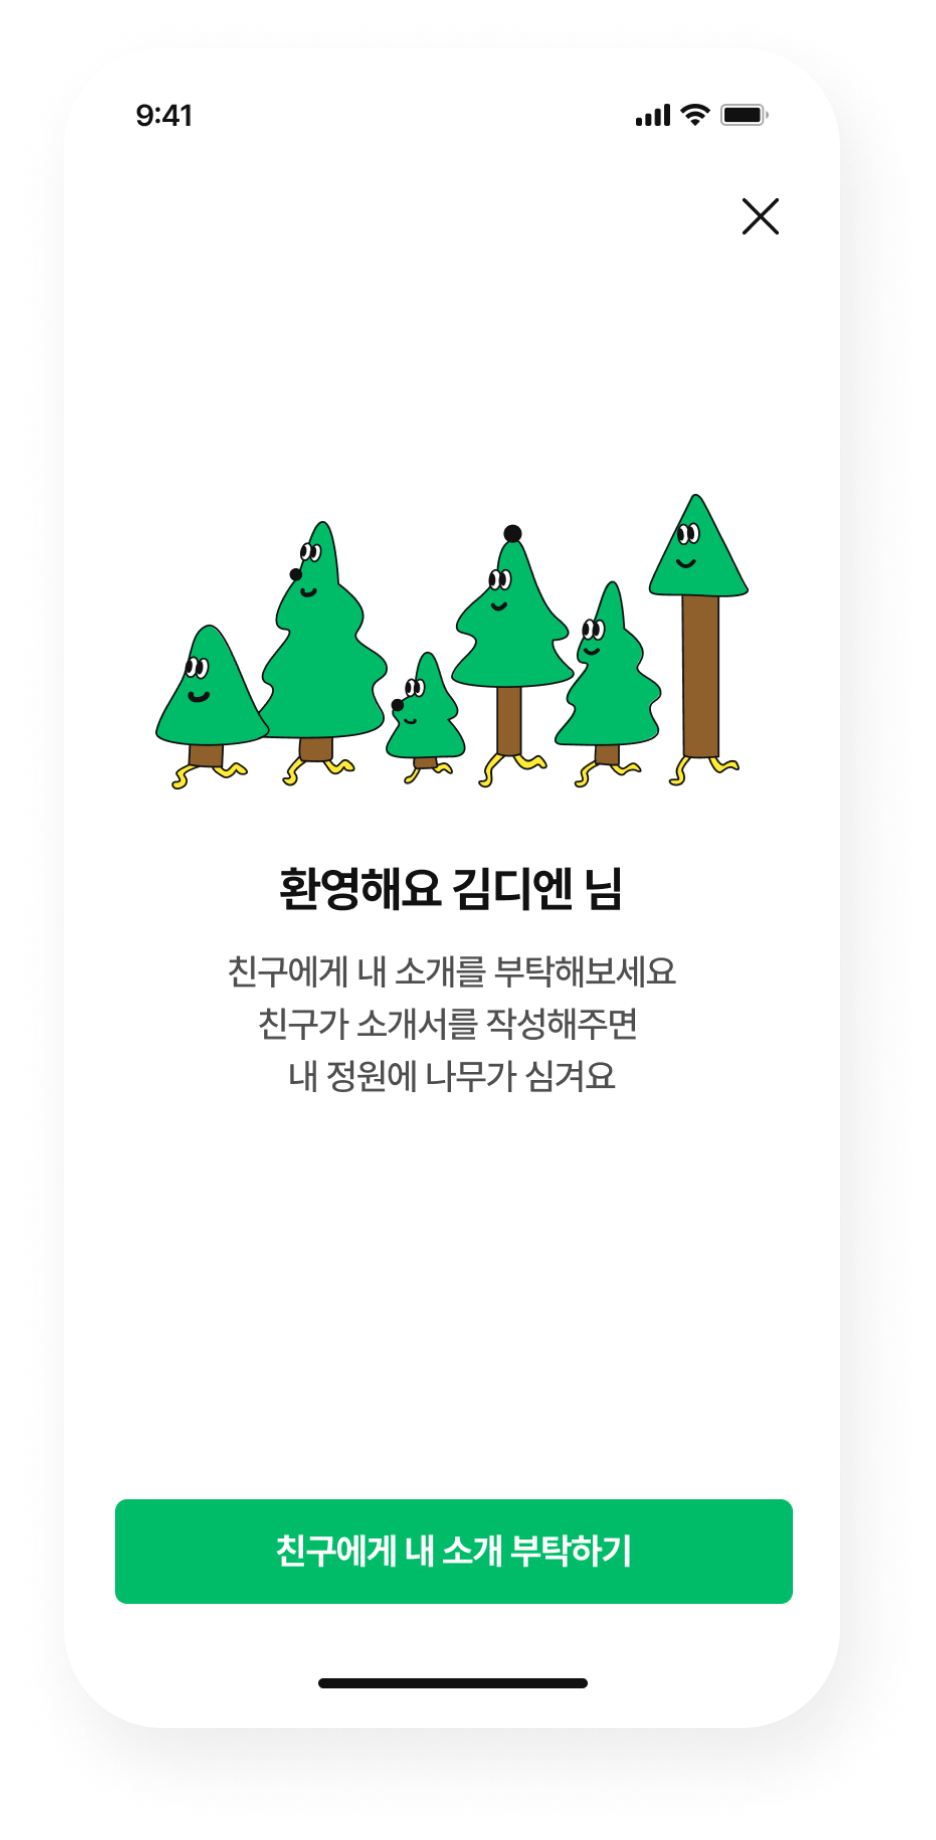 9:41
환영해요 김디엔 님
친구에게 내 소개를 부탁해보세요
친구가 소개서를 작성해주면
내 정원에 나무가 심겨요
친구에게 내 소개 부탁하기